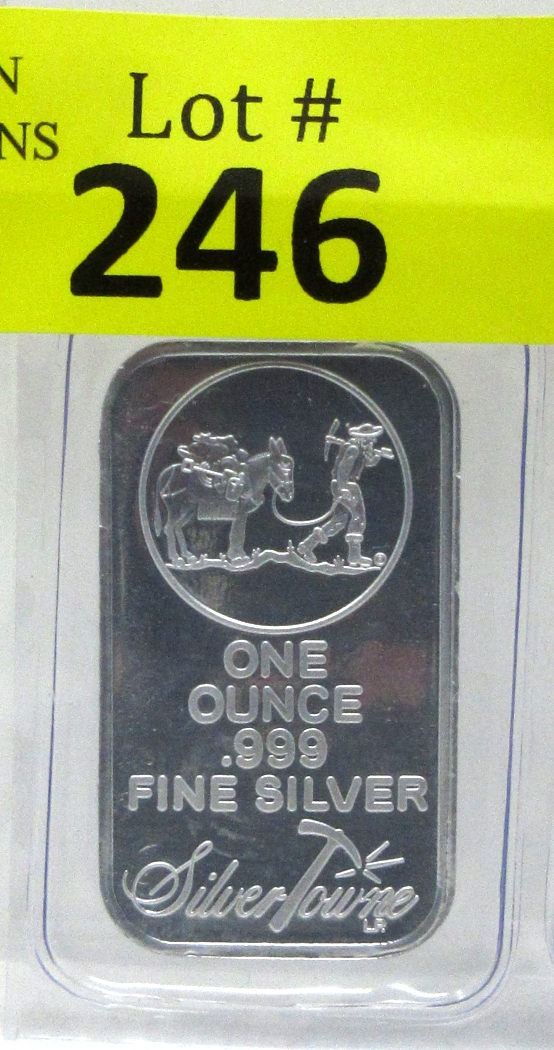 N
NS
Lot #
246
ONE
OUNCE
.999
FINE SILVER
SilverTowne
L.P.